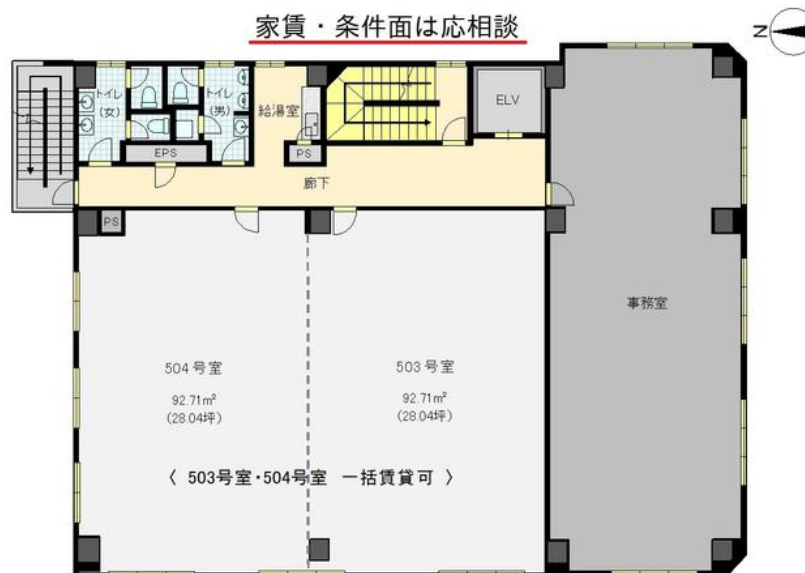 家賃・条件面は応相談
N
トイレ
(女)
トイレ
(男)
給湯室
ELV
EPS
PS
廊下
PS
事務室
504号室
92.71m²
(28.04坪)
503号室
92.71m²
(28.04坪)
〈 503号室・504号室 一括賃貸可 〉